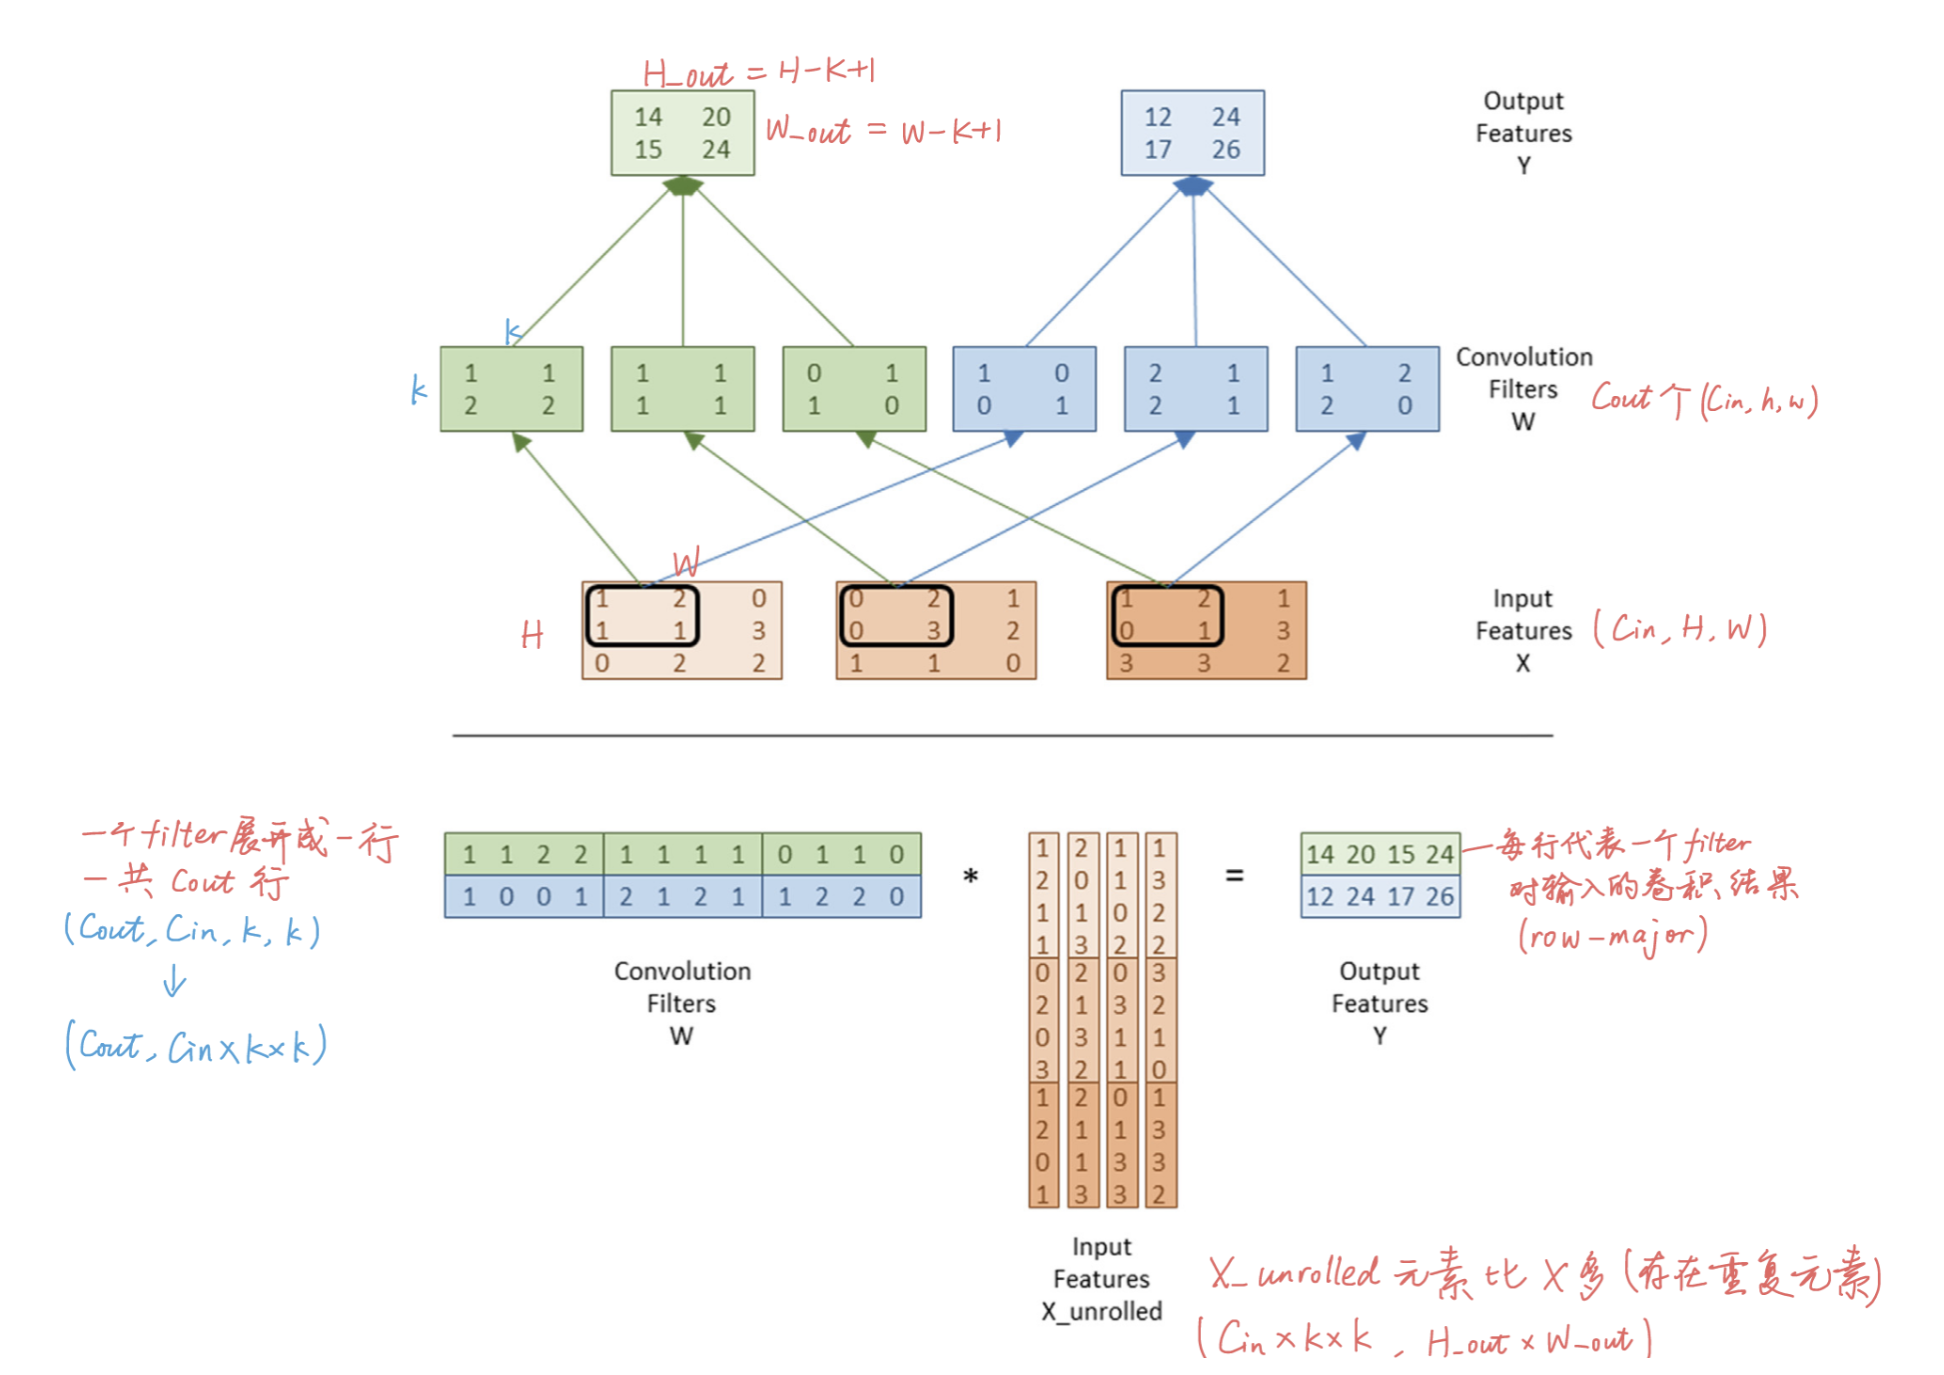 H_out = H-K+1
14 20
15 24
W_out = W-K+1
12 24
17 26
Output
Features
Y
k
k
1 1
2 2
1 1
1 1
0 1
1 0
1 0
0 1
2 1
2 1
1 2
2 0
Convolution
Filters
W
Cout个(Cin, h, w)
W
H
1 2 0
1 1 3
0 2 2
0 2 1
0 3 2
1 1 0
1 2 1
0 1 3
3 3 2
Input
Features
X
(Cin, H, W)
一个filter展开成一行
一共 Cout 行
(Cout, Cin, k, k)
↓
(Cout, Cin×k×k)
1 1 2 2 1 1 1 1 0 1 1 0
1 0 0 1 2 1 2 1 1 2 2 0
Convolution
Filters
W
*
1 2 1 1
2 0 1 3
1 1 0 2
1 3 2 2
0 2 0 3
2 1 3 2
0 3 1 1
3 2 1 0
1 2 0 1
2 1 1 3
0 1 3 3
1 3 3 2
Input
Features
X_unrolled
=
14 20 15 24
12 24 17 26
Output
Features
Y
每行代表一个filter
对输入的卷积结果
(row-major)
X_unrolled 元素比 X多(存在重复元素)
(Cin×k×k, H_out×W_out)